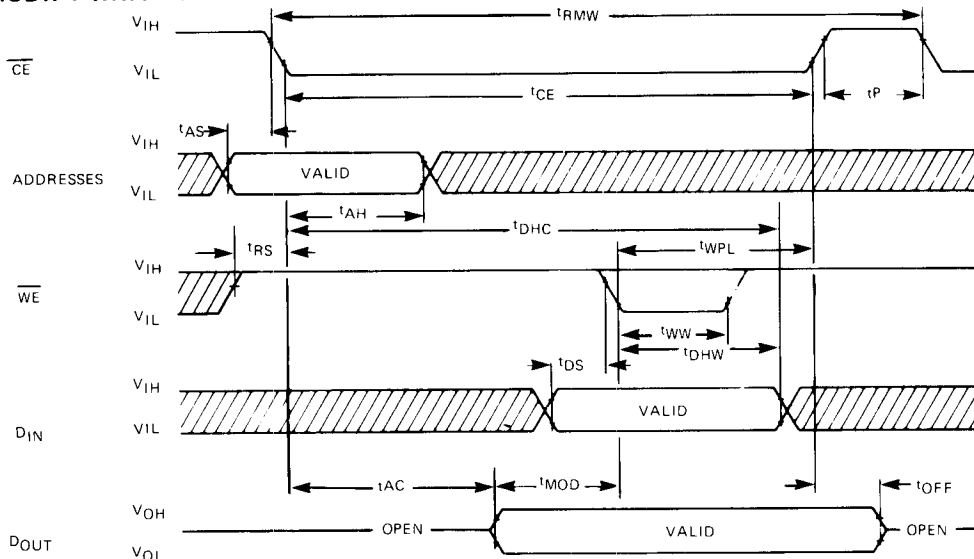 tRMW
VIH
CE
VIL
tCE
tP
tAS
VIH
ADDRESSES
VALID
VIL
tAH
tDHC
tRS
tWPL
VIH
WE
VIL
tWW
tDHW
tDS
VIH
DIN
VALID
VIL
tAC
tMOD
tOFF
VOH
DOUT
OPEN
VALID
OPEN
VOL